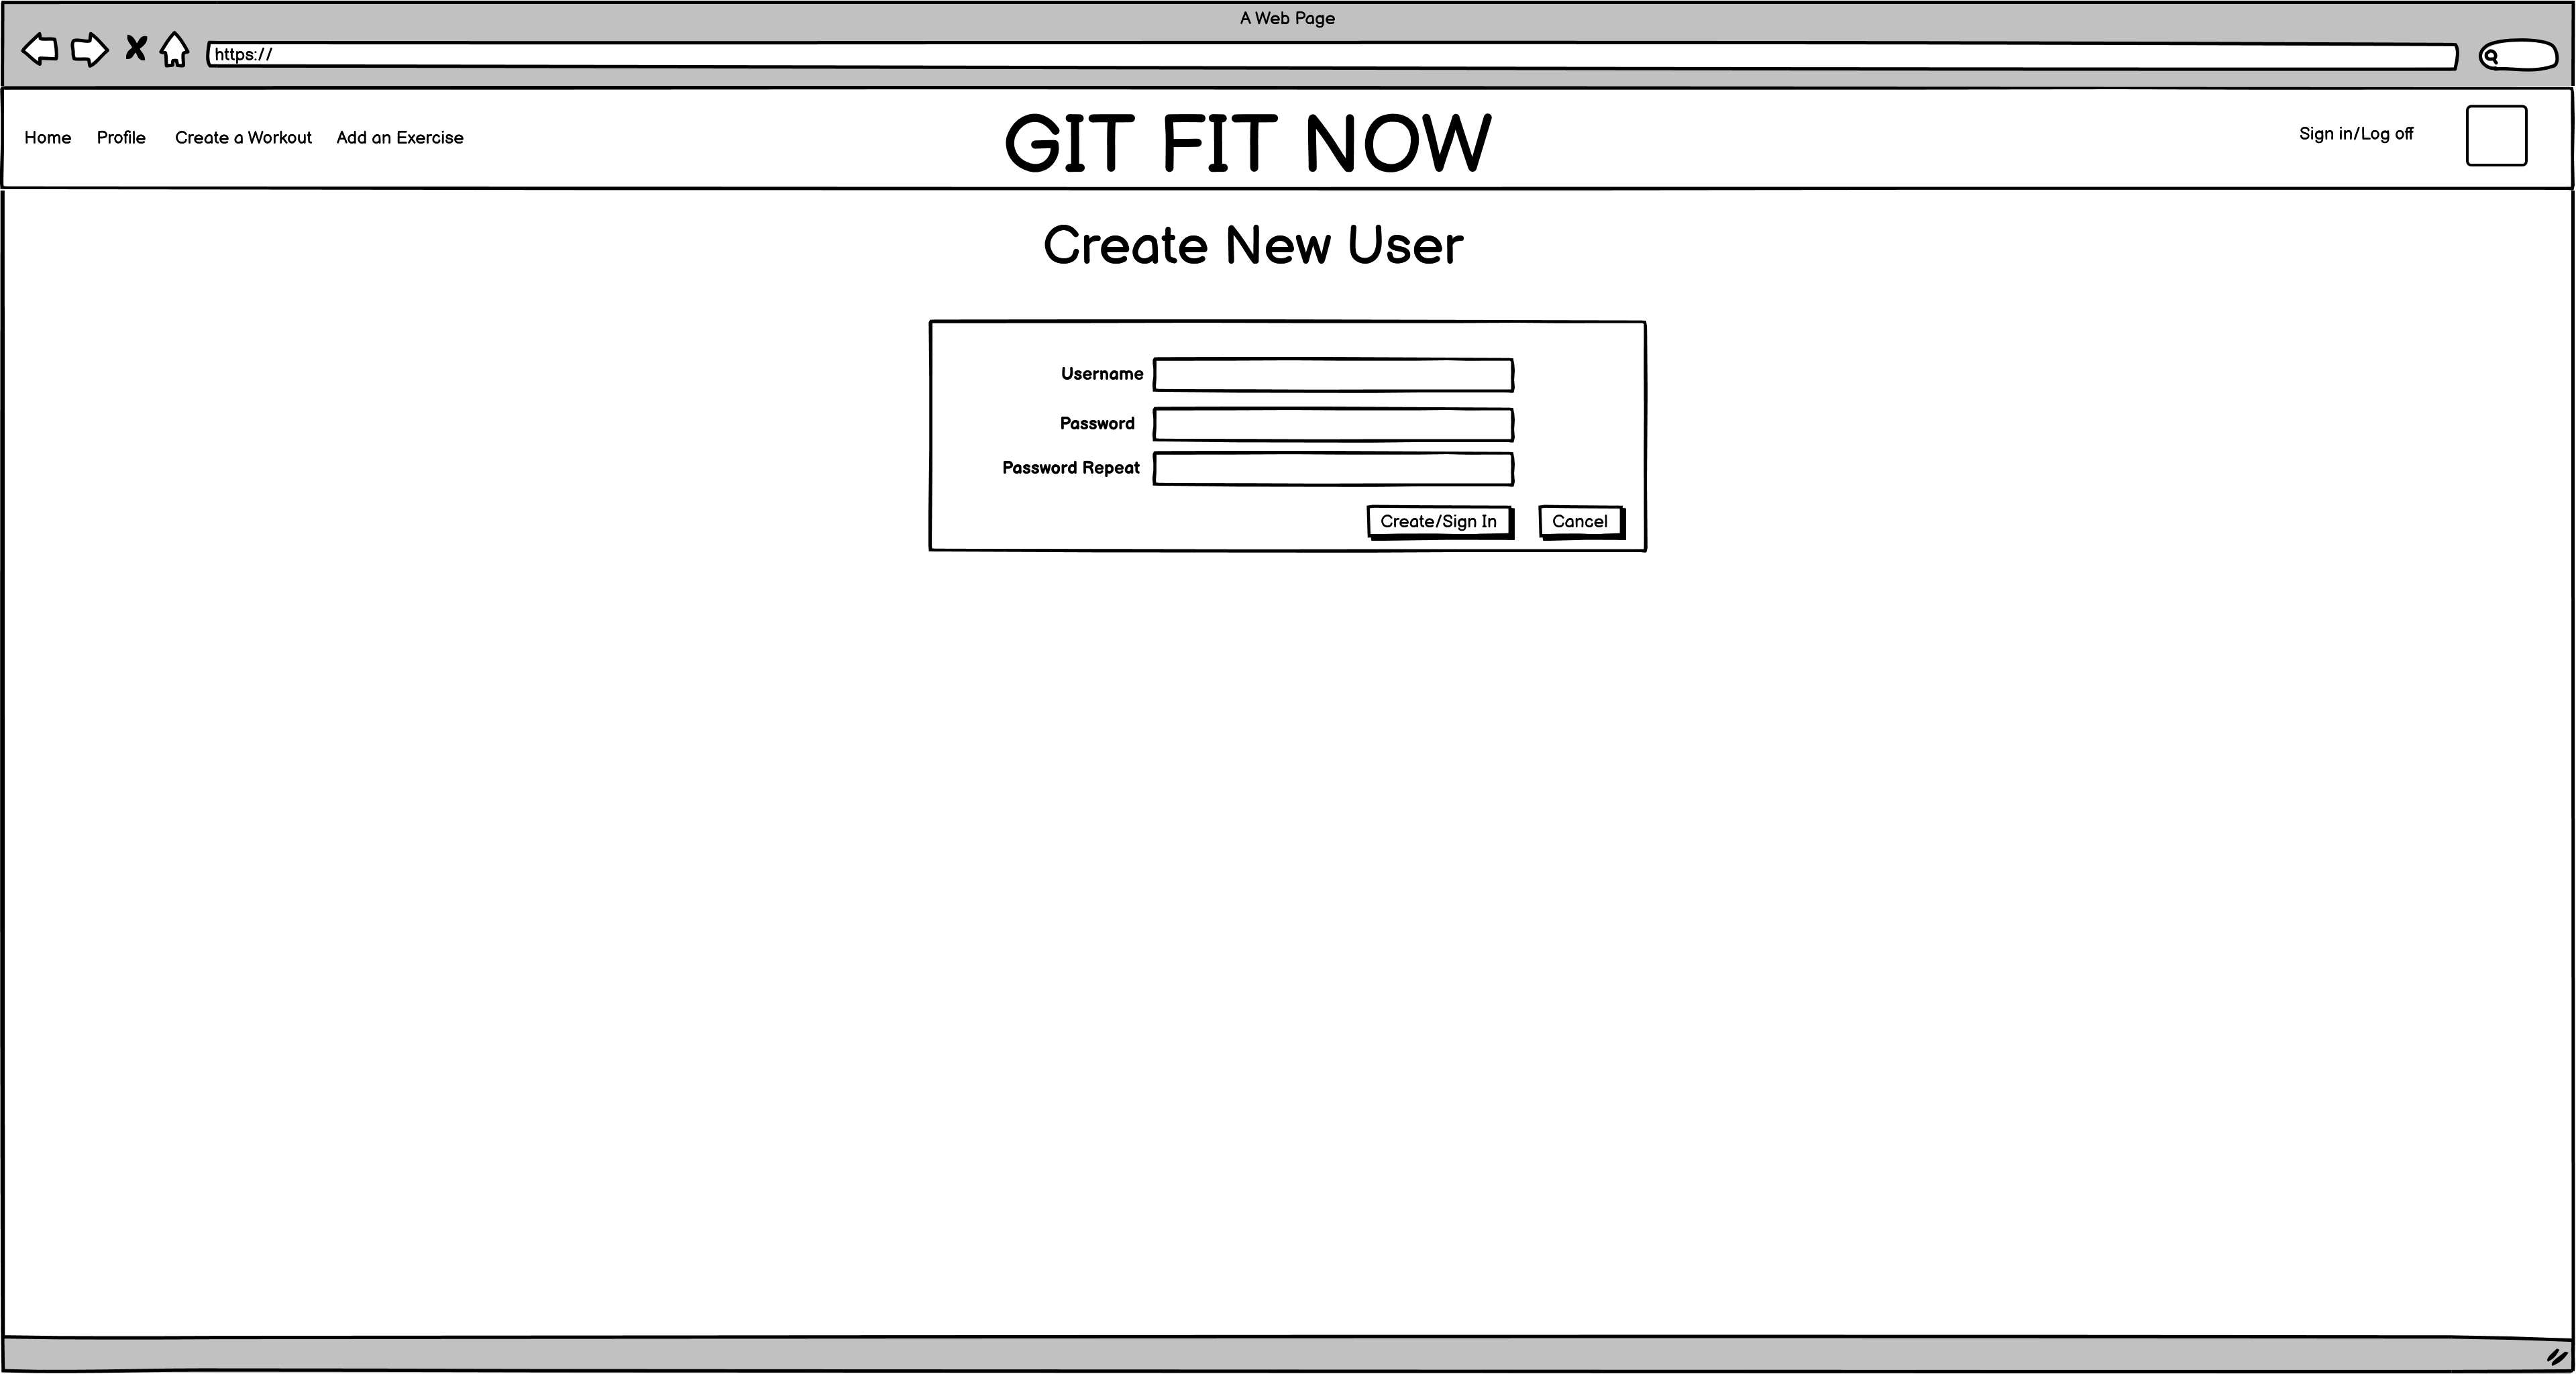 A Web Page
https://
Home Profile Create a Workout Add an Exercise GIT FIT NOW Sign in/Log off
Create New User
Username
Password
Password Repeat
Create/Sign In Cancel